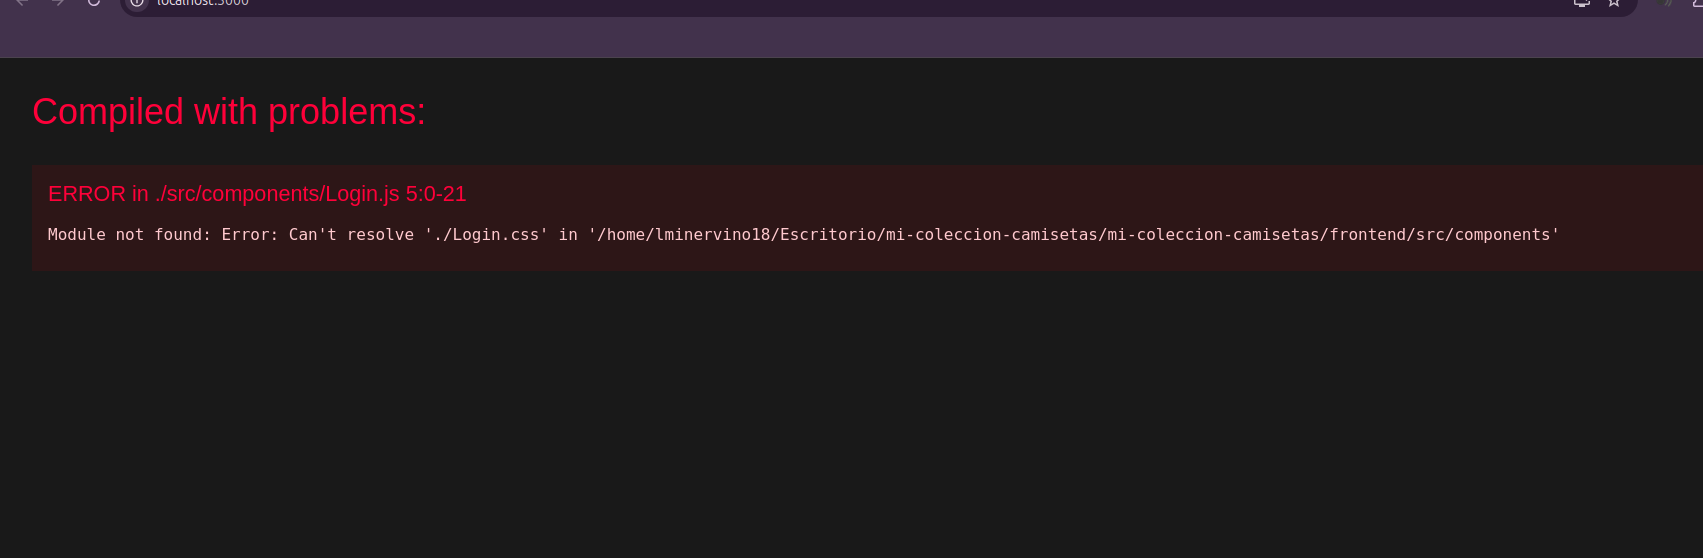 localhost:3000
Compiled with problems:
ERROR in ./src/components/Login.js 5:0-21
Module not found: Error: Can't resolve './Login.css' in '/home/lminervino18/Escritorio/mi-coleccion-camisetas/mi-coleccion-camisetas/frontend/src/components'